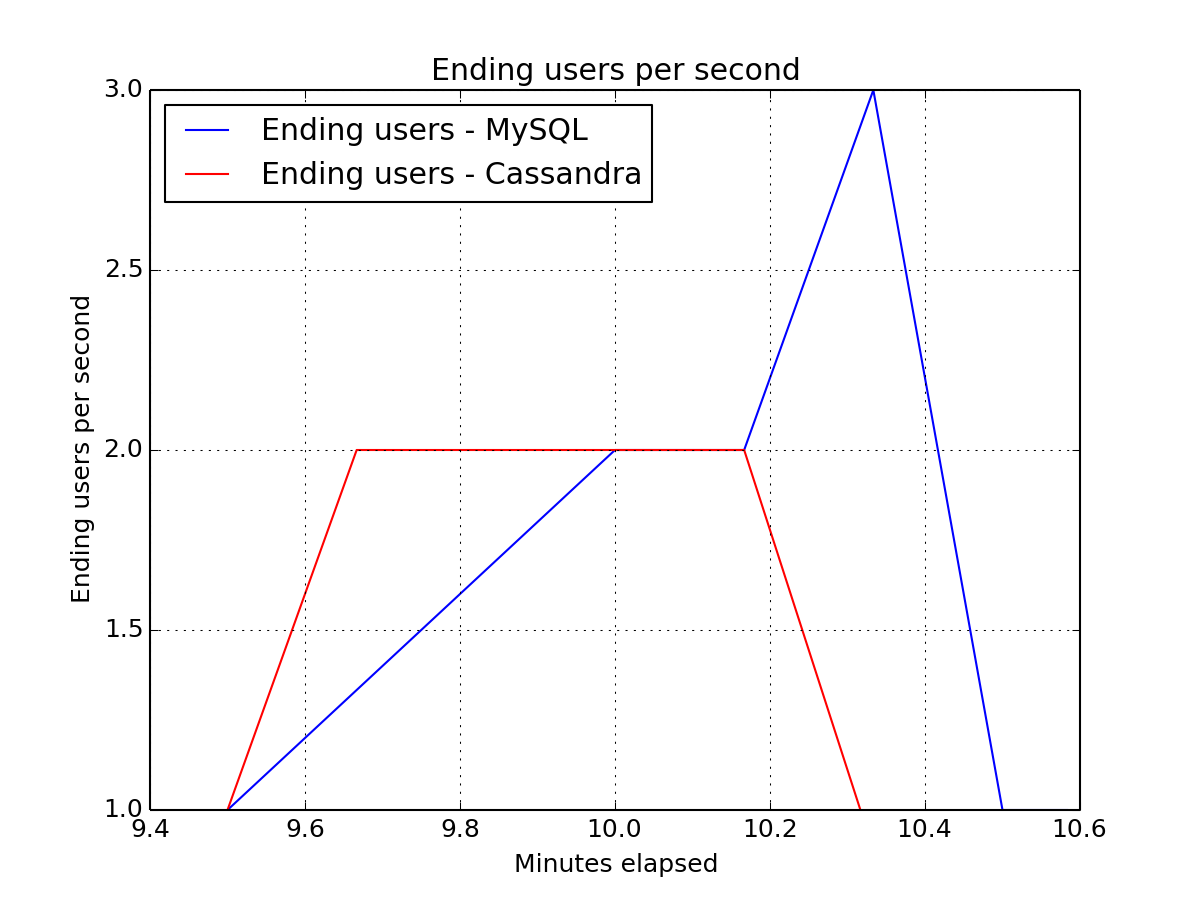 Ending users per second
3.0
Ending users - MySQL
Ending users - Cassandra
2.5
Ending users per second
2.0
1.5
1.0
9.4 9.6 9.8 10.0 10.2 10.4 10.6
Minutes elapsed